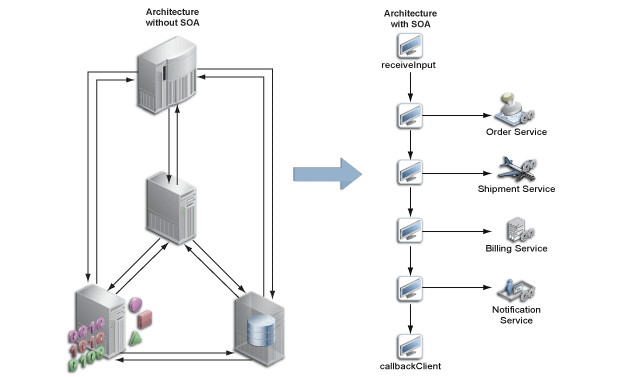 Architecture
without SOA
Architecture
with SOA
receiveInput
Order Service
Shipment Service
Billing Service
Notification
Service
callbackClient
0010
1010
0100